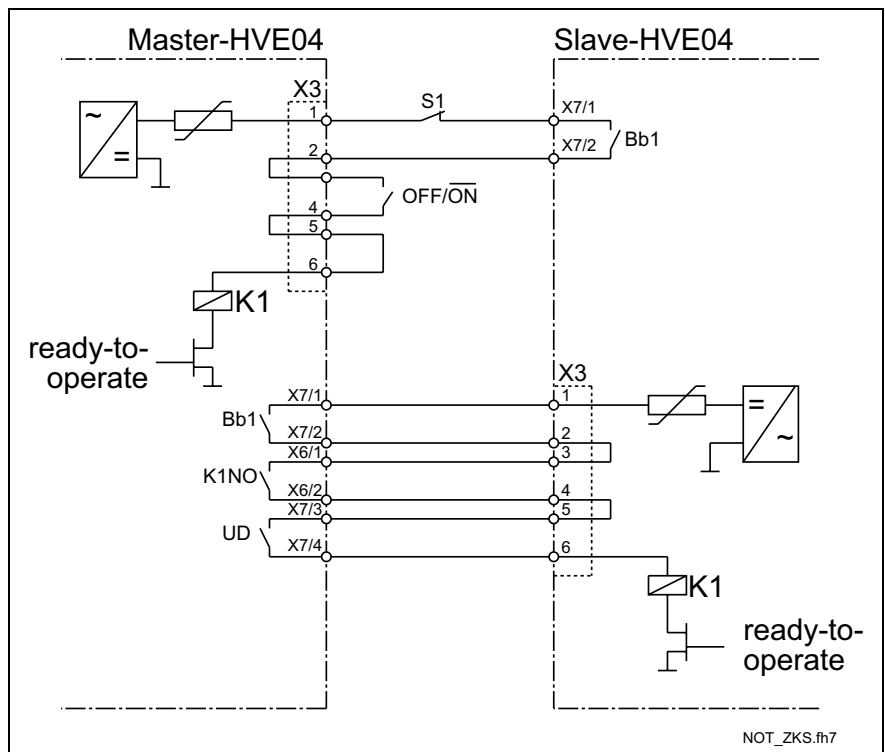 Master-HVE04
Slave-HVE04
X3
1
S1
X7/1
~
=
2
X7/2
Bb1
OFF/O̅N̅
4
5
6
K1
ready-to-
operate
X3
X7/1
1
Bb1
=
~
X7/2
2
X6/1
3
K1NO
X6/2
4
X7/3
5
UD
X7/4
6
K1
ready-to-
operate
NOT_ZKS.fh7